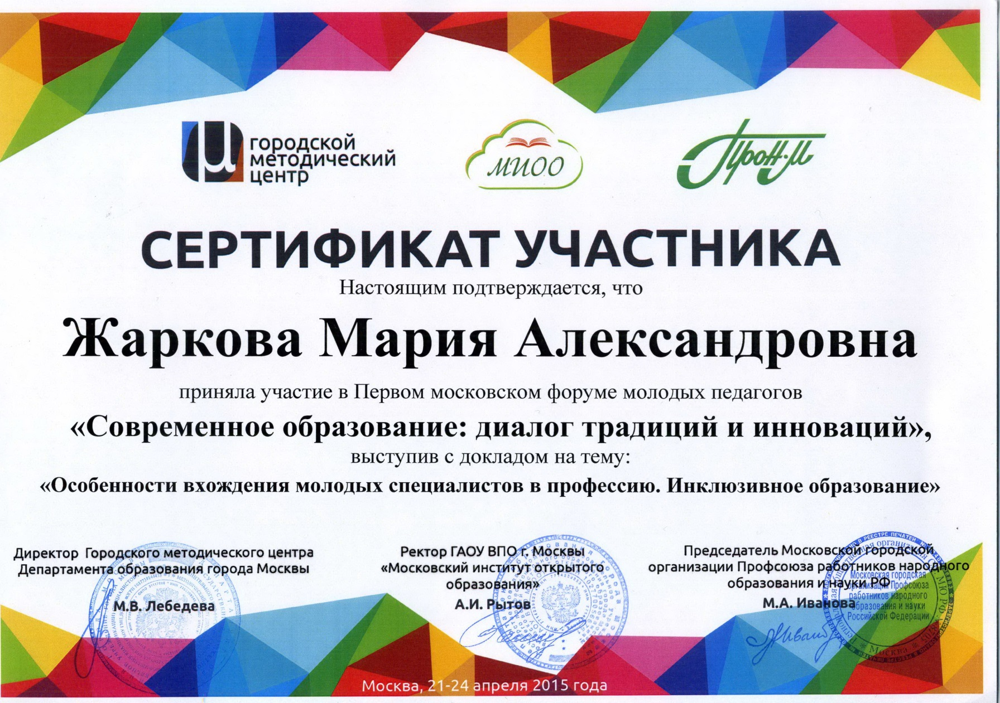 городской
методический
центр
МИОО
СЕРТИФИКАТ УЧАСТНИКА
Настоящим подтверждается, что
Жаркова Мария Александровна
приняла участие в Первом московском форуме молодых педагогов
«Современное образование: диалог традиций и инноваций»,
выступив с докладом на тему:
«Особенности вхождения молодых специалистов в профессию. Инклюзивное образование»
Директор Городского методического центра
Департамента образования города Москвы
М.В. Лебедева
Ректор ГАОУ ВПО г. Москвы
«Московский институт открытого
образования»
А.И. Рытов
Председатель Московской городской
организации Профсоюза работников народного
образования и науки РФ
М.А. Иванова
Московская городская
организация Профсоюза
работников народного
образования и науки
Российской Федерации
Москва
Москва, 21-24 апреля 2015 года